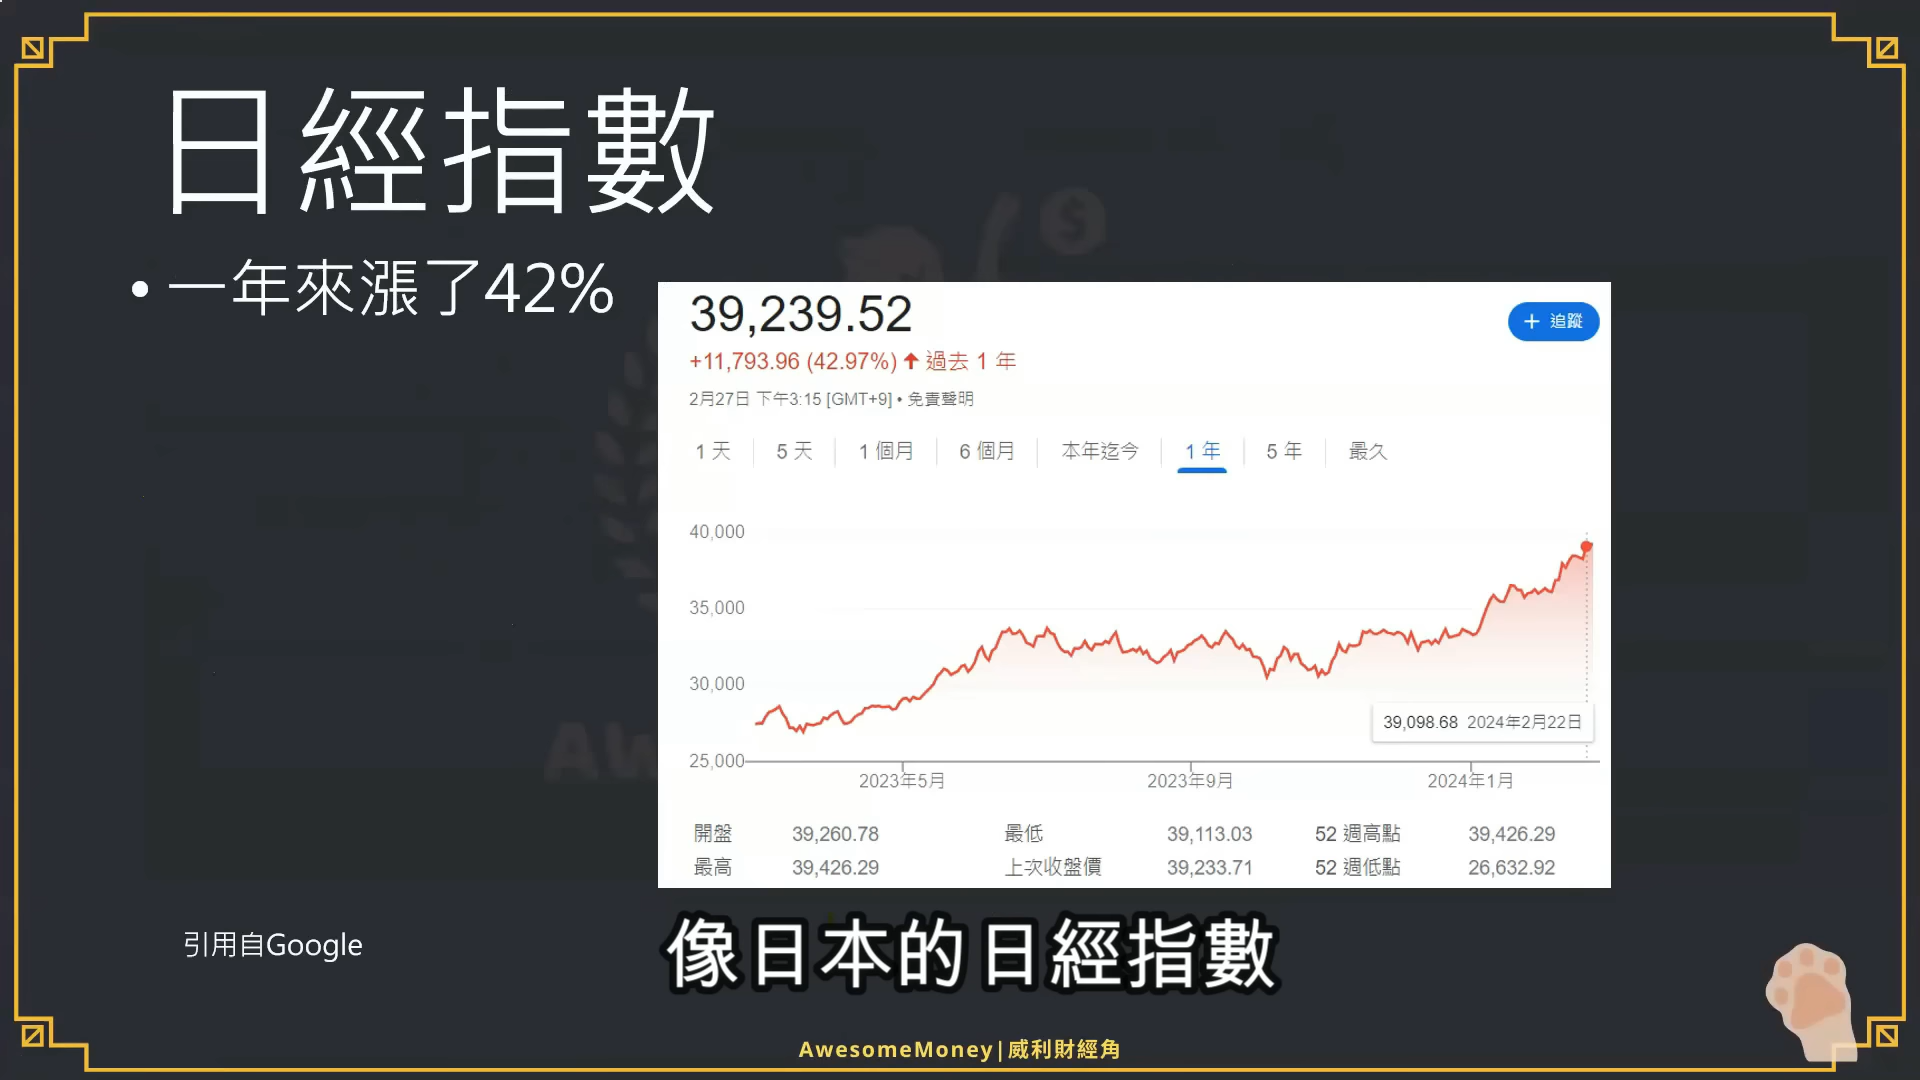 日經指數
• 一年來漲了42%
39,239.52
+ 追蹤
+11,793.96 (42.97%) ↑ 過去 1 年
2月27日 下午3:15 [GMT+9] • 免責聲明
1 天 5 天 1 個月 6 個月 本年迄今 1 年 5 年 最久
40,000
35,000
30,000
25,000
39,098.68 2024年2月22日
2023年5月 2023年9月 2024年1月
開盤 39,260.78 最低 39,113.03 52 週高點 39,426.29
最高 39,426.29 上次收盤價 39,233.71 52 週低點 26,632.92
引用自Google
像日本的日經指數
AwesomeMoney|威利財經角